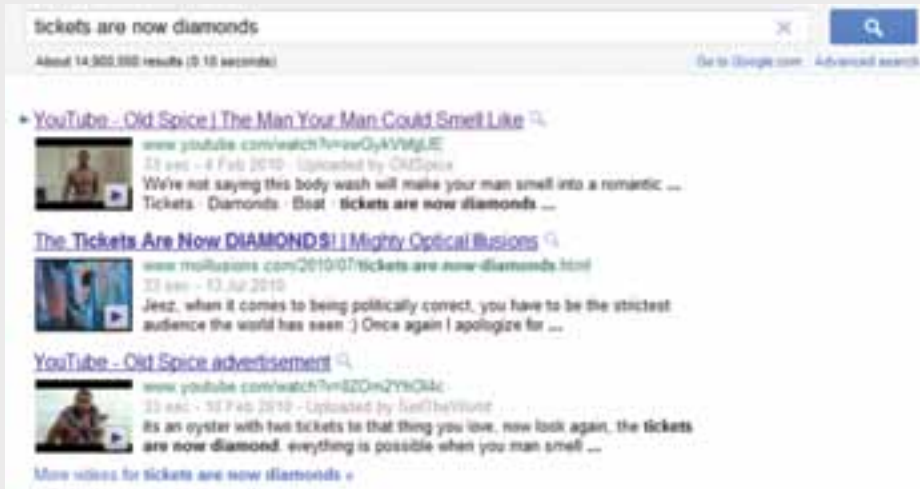 tickets are now diamonds
About 14,900,000 results (0.10 seconds)
Go to Google.com Advanced search
YouTube - Old Spice | The Man Your Man Could Smell Like
www.youtube.com/watch?v=owGykVbfgUE
33 sec - 4 Feb 2010 - Uploaded by OldSpice
We're not saying this body wash will make your man smell into a romantic ...
Tickets · Diamonds · Boat · tickets are now diamonds ...
The Tickets Are Now DIAMONDS! | Mighty Optical Illusions
www.moillusions.com/2010/07/tickets-are-now-diamonds.html
33 sec - 13 Jul 2010
Jeez, when it comes to being politically correct, you have to be the strictest
audience the world has seen :) Once again I apologize for ...
YouTube - Old Spice advertisement
33 sec - 10 Feb 2010 - Uploaded by
its an oyster with two tickets to that thing you love, now look again, the tickets
are now diamond. eveything is possible when you man smell ...
More videos for tickets are now diamonds »